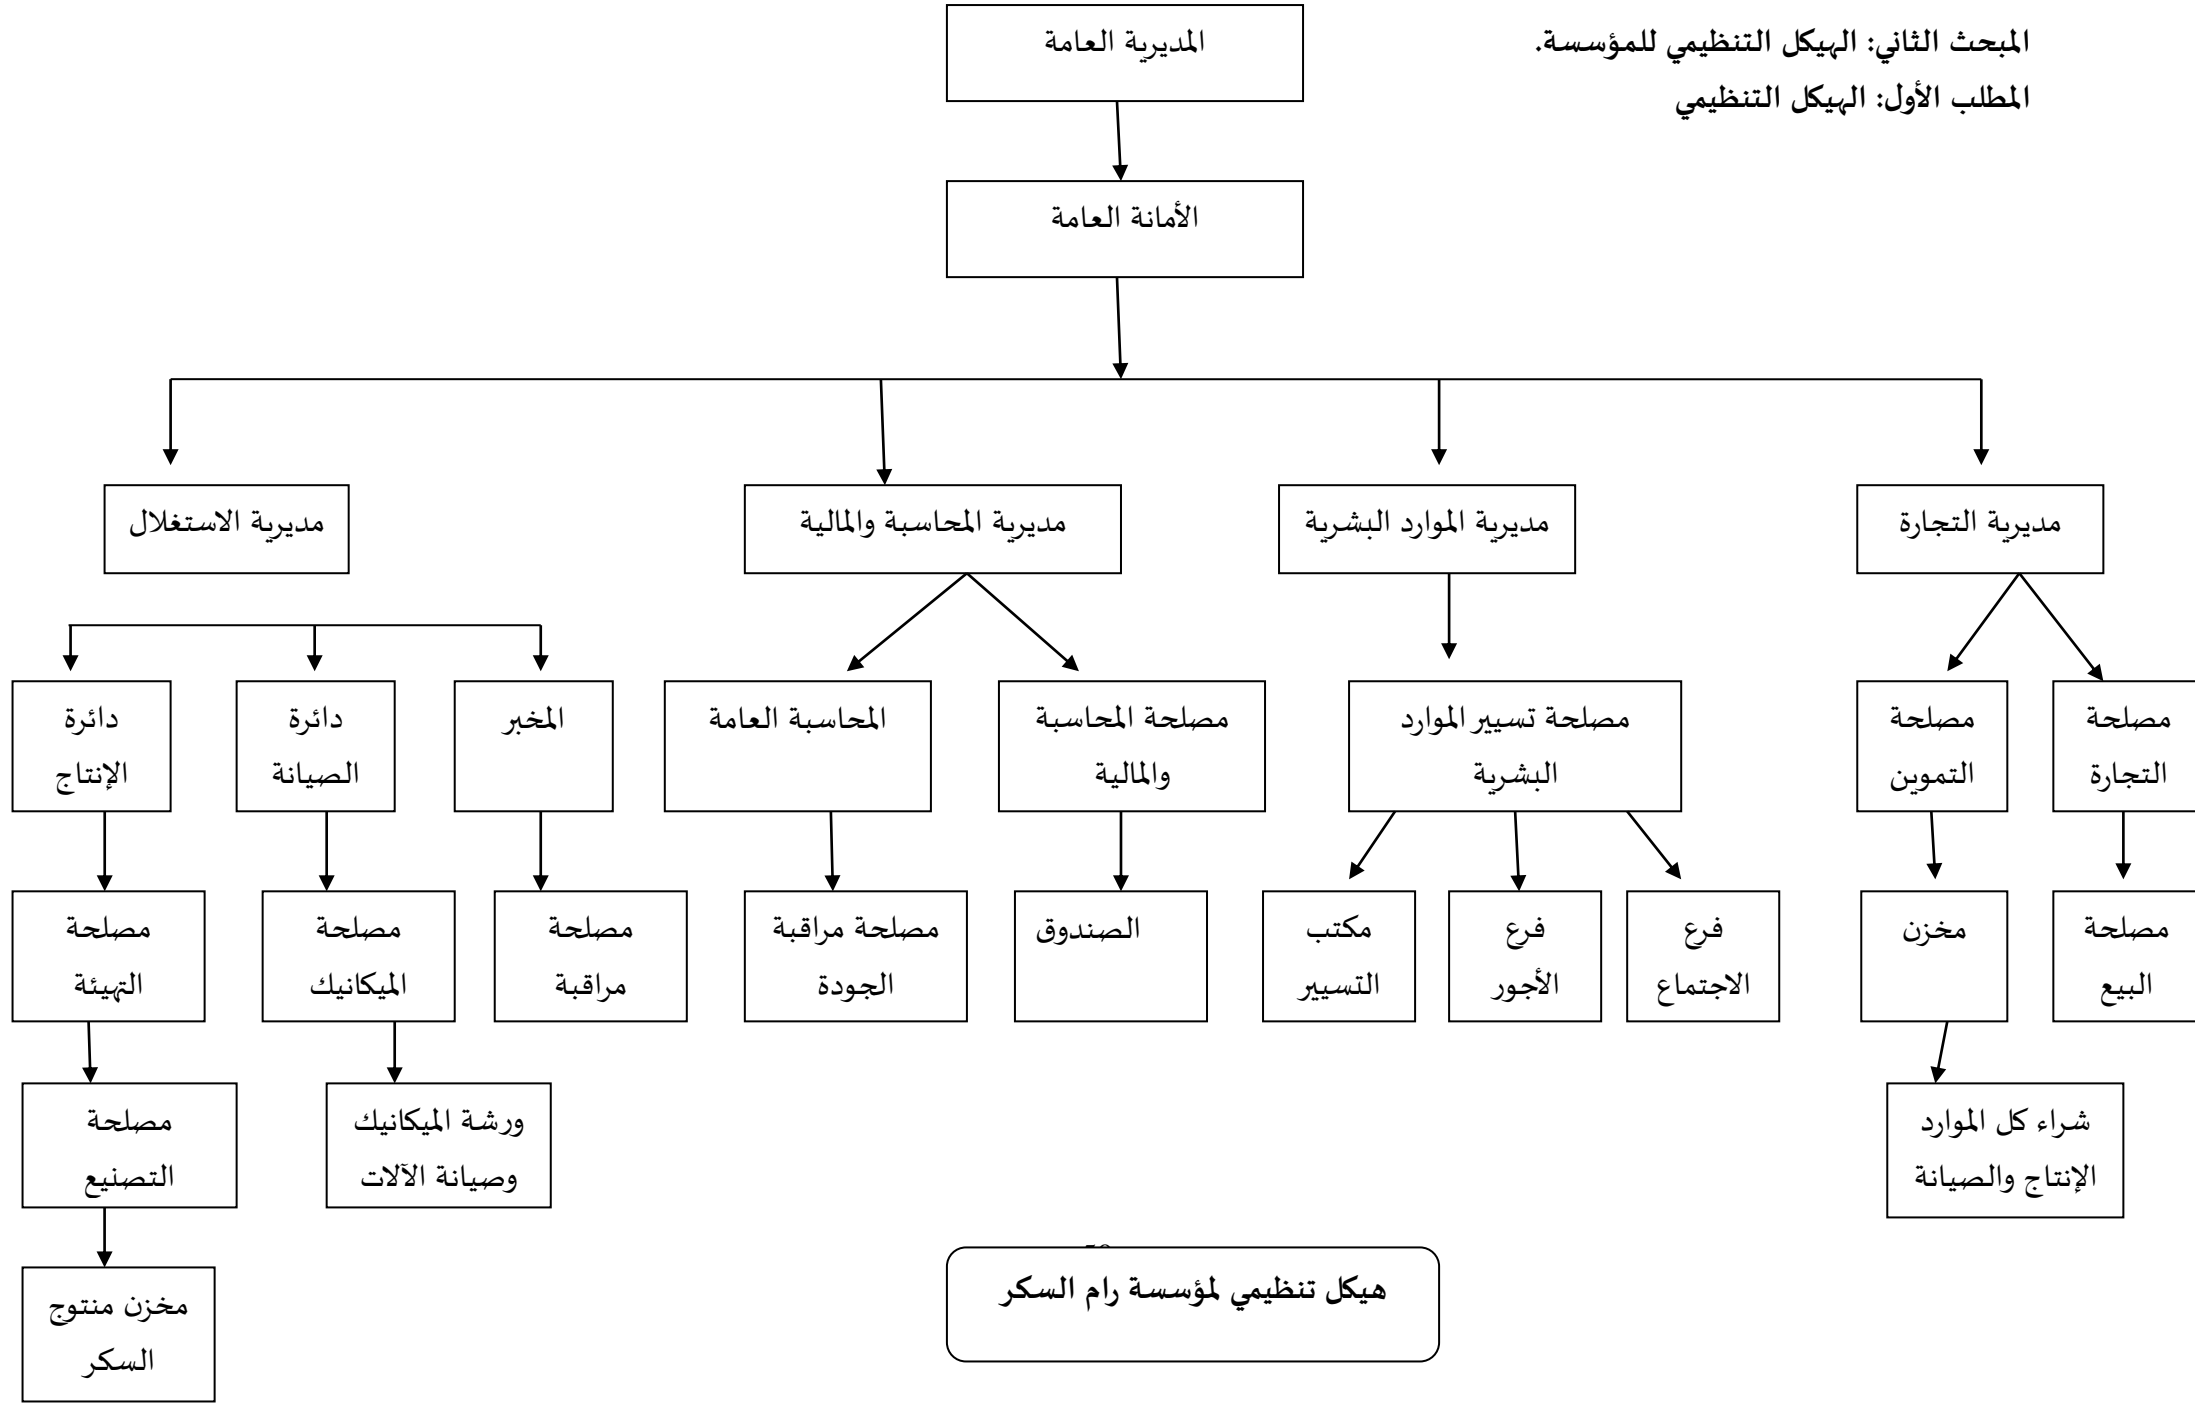 المبحث الثاني: الهيكل التنظيمي للمؤسسة.
المطلب الأول: الهيكل التنظيمي
المديرية العامة
الأمانة العامة
مديرية التجارة
مديرية الموارد البشرية
مديرية المحاسبة والمالية
مديرية الاستغلال
مصلحة
التجارة
مصلحة
التموين
مصلحة تسيير الموارد
البشرية
مصلحة المحاسبة
والمالية
المحاسبة العامة
المخبر
دائرة
الصيانة
دائرة
الإنتاج
مصلحة
البيع
مخزن
فرع
الاجتماع
فرع
الأجور
مكتب
التسيير
الصندوق
مصلحة مراقبة
الجودة
مصلحة
مراقبة
مصلحة
الميكانيك
مصلحة
التهيئة
شراء كل الموارد
الإنتاج والصيانة
ورشة الميكانيك
وصيانة الآلات
مصلحة
التصنيع
مخزن منتوج
السكر
هيكل تنظيمي لمؤسسة رام السكر